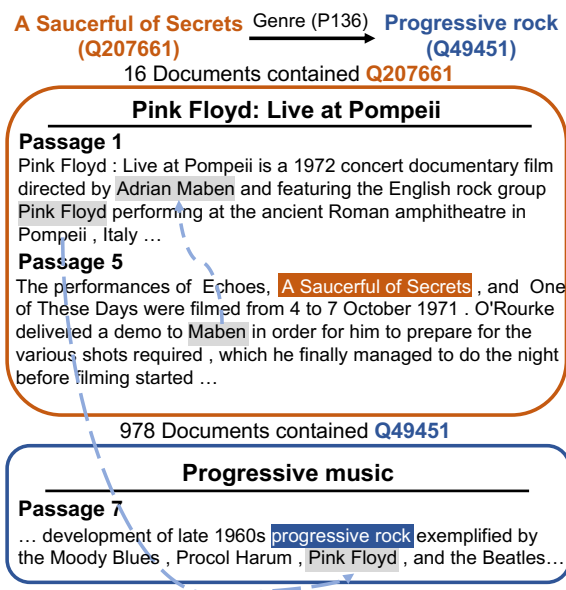 A Saucerful of Secrets Genre (P136) Progressive rock
(Q207661) (Q49451)
16 Documents contained Q207661
Pink Floyd: Live at Pompeii
Passage 1
Pink Floyd : Live at Pompeii is a 1972 concert documentary film
directed by Adrian Maben and featuring the English rock group
Pink Floyd performing at the ancient Roman amphitheatre in
Pompeii , Italy …
Passage 5
The performances of Echoes, A Saucerful of Secrets , and One
of These Days were filmed from 4 to 7 October 1971 . O'Rourke
delivered a demo to Maben in order for him to prepare for the
various shots required , which he finally managed to do the night
before filming started …
978 Documents contained Q49451
Progressive music
Passage 7
… development of late 1960s progressive rock exemplified by
the Moody Blues , Procol Harum , Pink Floyd , and the Beatles…